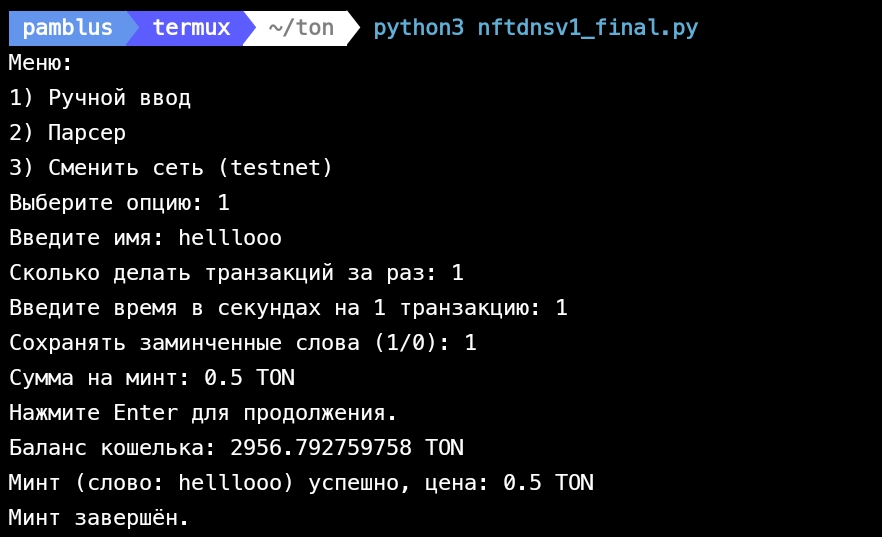 pamblus termux ~/ton python3 nftdnsv1_final.py
Меню:
1) Ручной ввод
2) Парсер
3) Сменить сеть (testnet)
Выберите опцию: 1
Введите имя: helllooo
Сколько делать транзакций за раз: 1
Введите время в секундах на 1 транзакцию: 1
Сохранять заминченные слова (1/0): 1
Сумма на минт: 0.5 TON
Нажмите Enter для продолжения.
Баланс кошелька: 2956.792759758 TON
Минт (слово: helllooo) успешно, цена: 0.5 TON
Минт завершён.